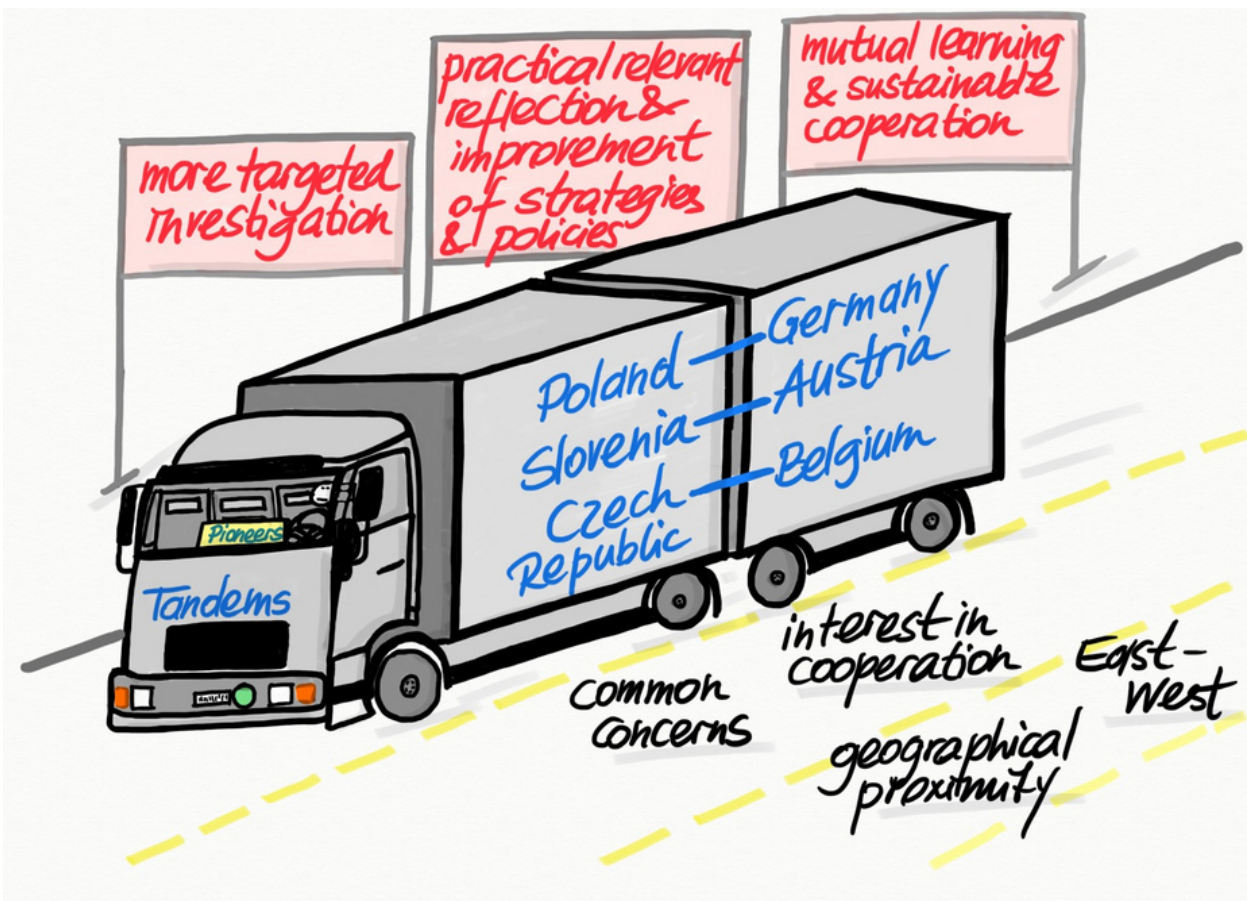 more targeted
investigation
practical relevant
reflection &
improvement
of strategies
& policies
mutual learning
& sustainable
cooperation
Poland — Germany
Slovenia — Austria
Czech — Belgium
Republic
Pioneers
Tandems
common
concerns
interest in
cooperation
East-
West
geographical
proximity